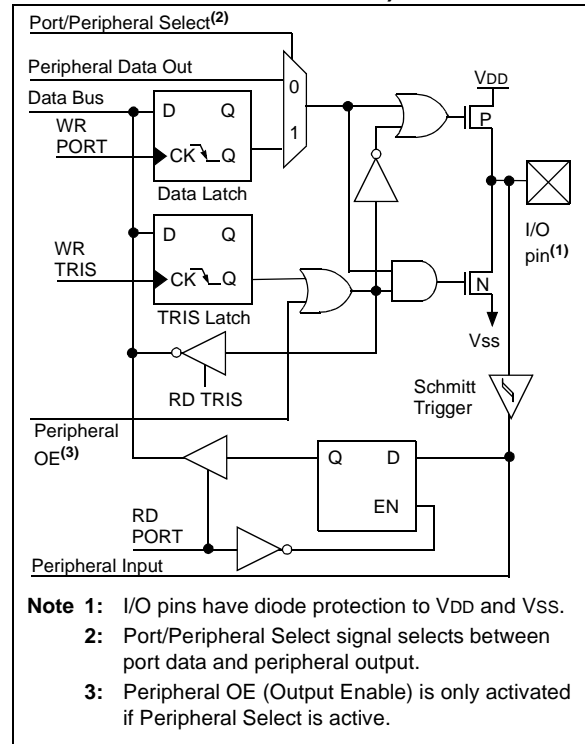 Port/Peripheral Select(2)
Peripheral Data Out
Data Bus
WR
PORT
D Q
CK Q
Data Latch
0
1
VDD
P
I/O
pin(1)
WR
TRIS
D Q
CK Q
TRIS Latch
N
VSS
RD TRIS
Schmitt
Trigger
Peripheral
OE(3)
Q D
EN
RD
PORT
Peripheral Input
Note 1: I/O pins have diode protection to VDD and VSS.
2: Port/Peripheral Select signal selects between
port data and peripheral output.
3: Peripheral OE (Output Enable) is only activated
if Peripheral Select is active.